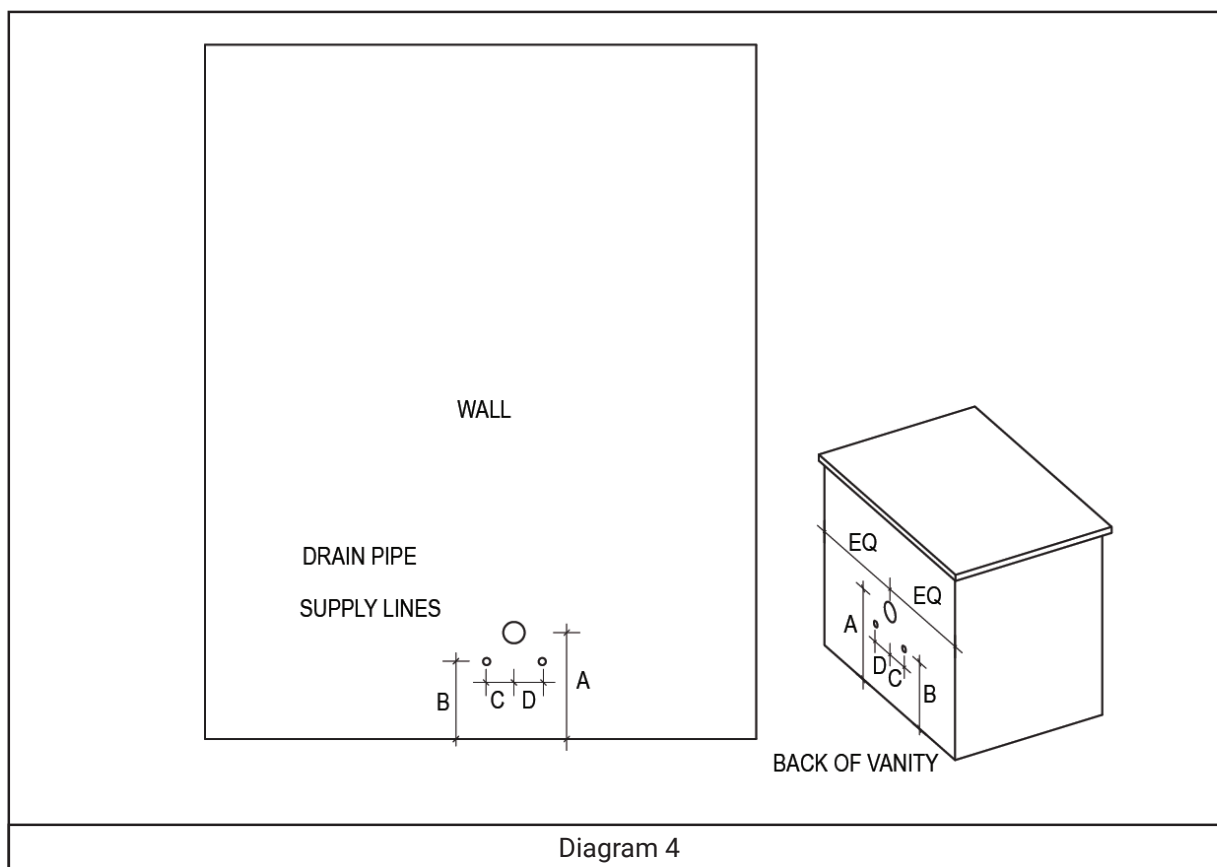 WALL
DRAIN PIPE
SUPPLY LINES
A
B
C
D
EQ
EQ
A
D
C
B
BACK OF VANITY
Diagram 4